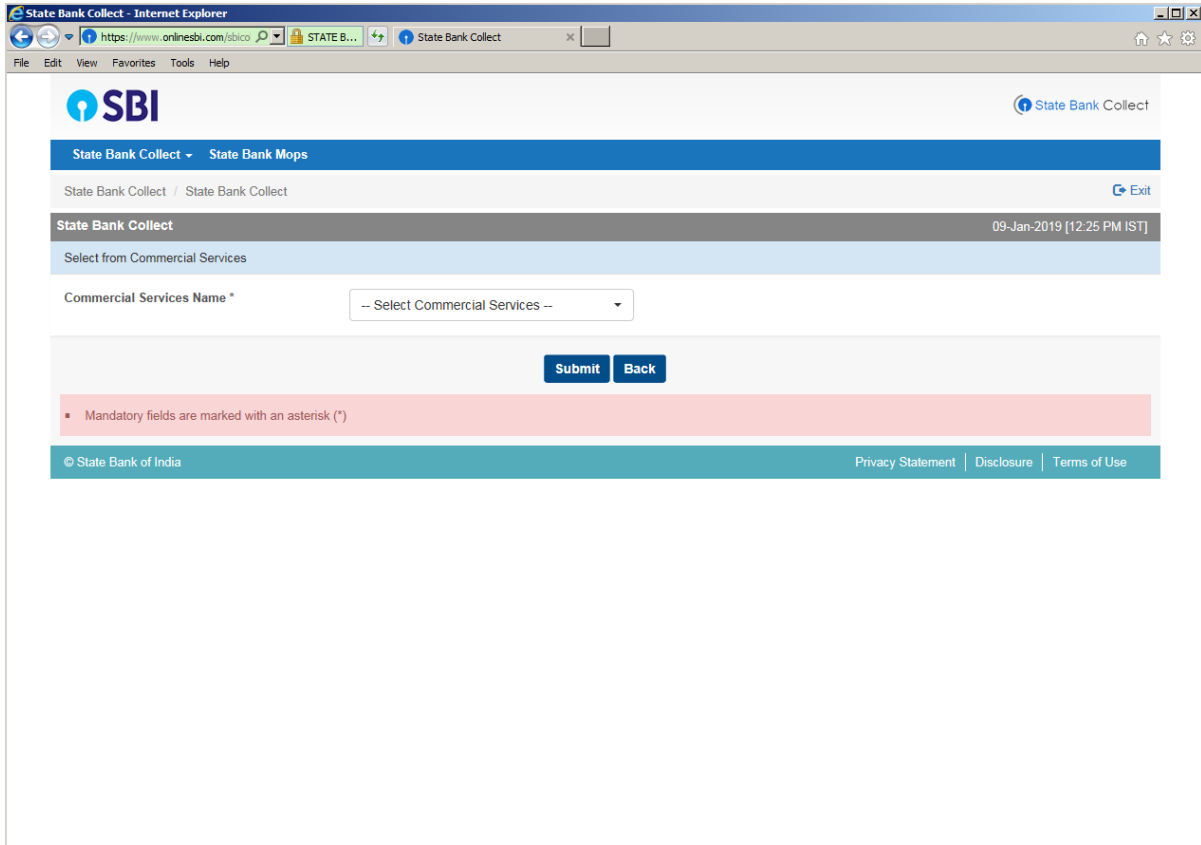 State Bank Collect - Internet Explorer
https://www.onlinesbi.com/sbico STATE B... State Bank Collect
File Edit View Favorites Tools Help
SBI State Bank Collect
State Bank Collect State Bank Mops
State Bank Collect / State Bank Collect Exit
State Bank Collect 09-Jan-2019 [12:25 PM IST]
Select from Commercial Services
Commercial Services Name * -- Select Commercial Services --
Submit Back
Mandatory fields are marked with an asterisk (*)
© State Bank of India Privacy Statement | Disclosure | Terms of Use